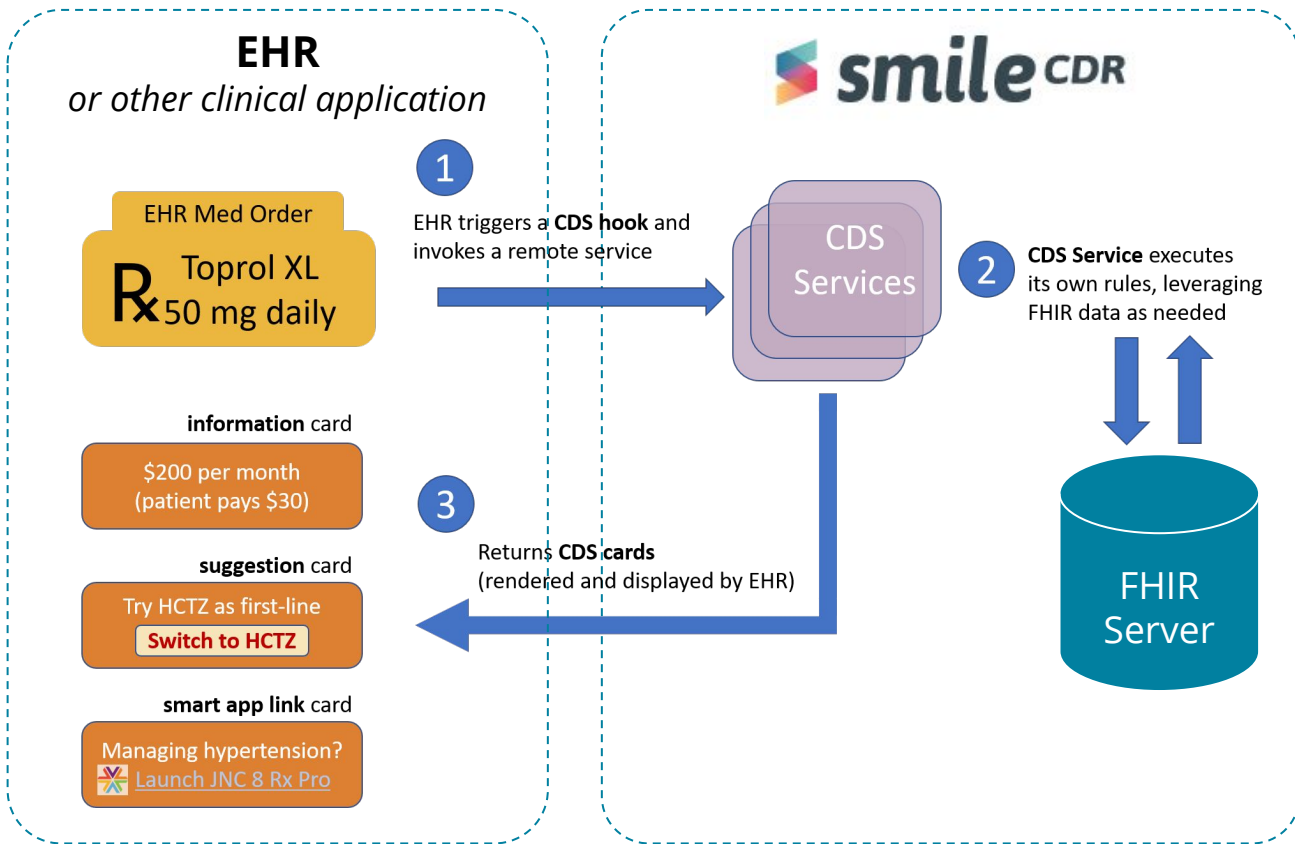 EHR
or other clinical application
smile CDR
1
EHR triggers a CDS hook and
invokes a remote service
EHR Med Order
Rx Toprol XL
50 mg daily
CDS
Services
2
CDS Service executes
its own rules, leveraging
FHIR data as needed
information card
$200 per month
(patient pays $30)
3
Returns CDS cards
(rendered and displayed by EHR)
suggestion card
Try HCTZ as first-line
Switch to HCTZ
smart app link card
Managing hypertension?
Launch JNC 8 Rx Pro
FHIR
Server